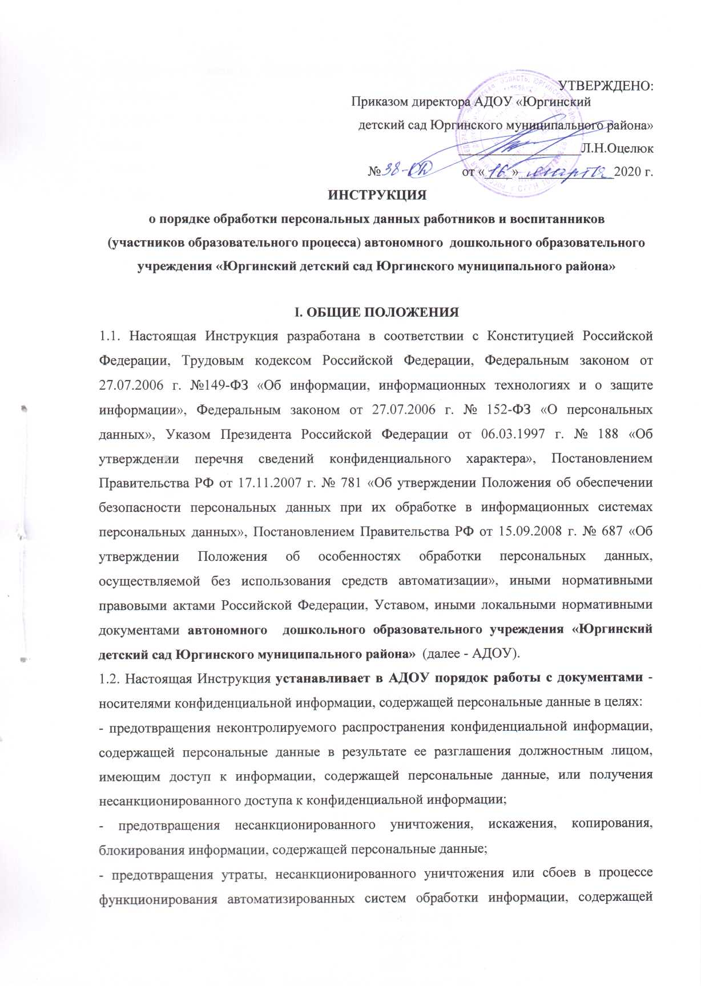 УТВЕРЖДЕНО:
Приказом директора АДОУ «Юргинский
детский сад Юргинского муниципального района»
Л.Н.Оцелюк
№ 38-ОД от « 16 » марта 2020 г.
ИНСТРУКЦИЯ
о порядке обработки персональных данных работников и воспитанников
(участников образовательного процесса) автономного дошкольного образовательного
учреждения «Юргинский детский сад Юргинского муниципального района»
I. ОБЩИЕ ПОЛОЖЕНИЯ
1.1. Настоящая Инструкция разработана в соответствии с Конституцией Российской
Федерации, Трудовым кодексом Российской Федерации, Федеральным законом от
27.07.2006 г. №149-ФЗ «Об информации, информационных технологиях и о защите
информации», Федеральным законом от 27.07.2006 г. № 152-ФЗ «О персональных
данных», Указом Президента Российской Федерации от 06.03.1997 г. № 188 «Об
утверждении перечня сведений конфиденциального характера», Постановлением
Правительства РФ от 17.11.2007 г. № 781 «Об утверждении Положения об обеспечении
безопасности персональных данных при их обработке в информационных системах
персональных данных», Постановлением Правительства РФ от 15.09.2008 г. № 687 «Об
утверждении Положения об особенностях обработки персональных данных,
осуществляемой без использования средств автоматизации», иными нормативными
правовыми актами Российской Федерации, Уставом, иными локальными нормативными
документами автономного дошкольного образовательного учреждения «Юргинский
детский сад Юргинского муниципального района» (далее - АДОУ).
1.2. Настоящая Инструкция устанавливает в АДОУ порядок работы с документами -
носителями конфиденциальной информации, содержащей персональные данные в целях:
- предотвращения неконтролируемого распространения конфиденциальной информации,
содержащей персональные данные в результате ее разглашения должностным лицом,
имеющим доступ к информации, содержащей персональные данные, или получения
несанкционированного доступа к конфиденциальной информации;
- предотвращения несанкционированного уничтожения, искажения, копирования,
блокирования информации, содержащей персональные данные;
- предотвращения утраты, несанкционированного уничтожения или сбоев в процессе
функционирования автоматизированных систем обработки информации, содержащей